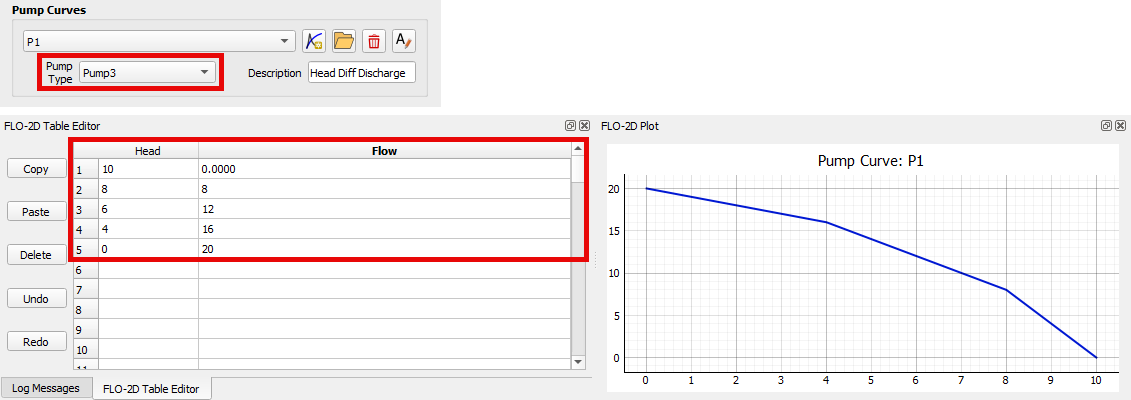 Pump Curves
P1
Pump Type
Pump3
Description
Head Diff Discharge
FLO-2D Table Editor
Head Flow
Copy
Paste
Delete
Undo
Redo
1 10 0.0000
2 8 8
3 6 12
4 4 16
5 0 20
6
7
8
9
10
11
Log Messages
FLO-2D Table Editor
FLO-2D Plot
Pump Curve: P1
20
15
10
5
0
0 1 2 3 4 5 6 7 8 9 10